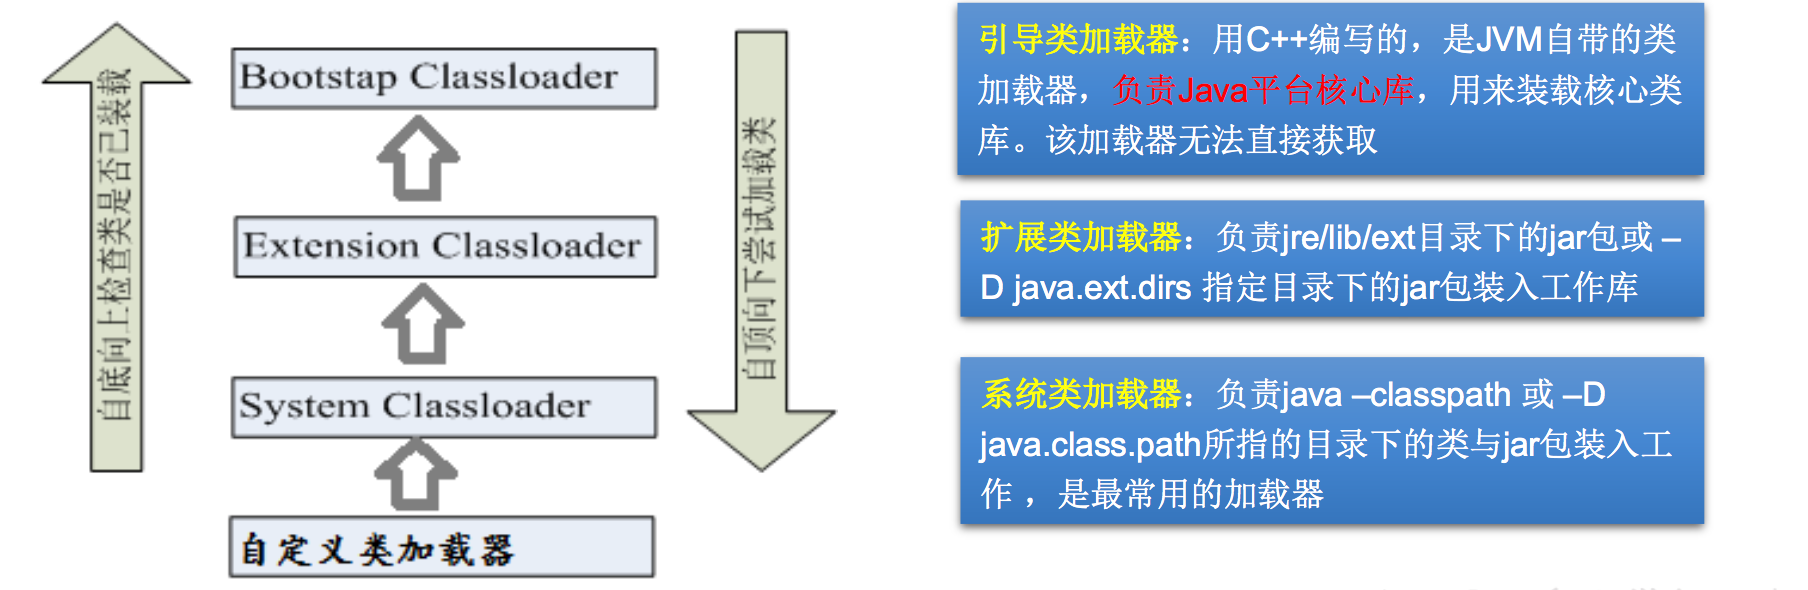 自底向上检查类是否已装载
Bootstap Classloader
Extension Classloader
System Classloader
自定义类加载器
自顶向下尝试加载类
引导类加载器：用C++编写的，是JVM自带的类
加载器，负责Java平台核心库，用来装载核心类
库。该加载器无法直接获取
扩展类加载器：负责jre/lib/ext目录下的jar包或 –
D java.ext.dirs 指定目录下的jar包装入工作库
系统类加载器：负责java –classpath 或 –D
java.class.path所指的目录下的类与jar包装入工
作 ，是最常用的加载器